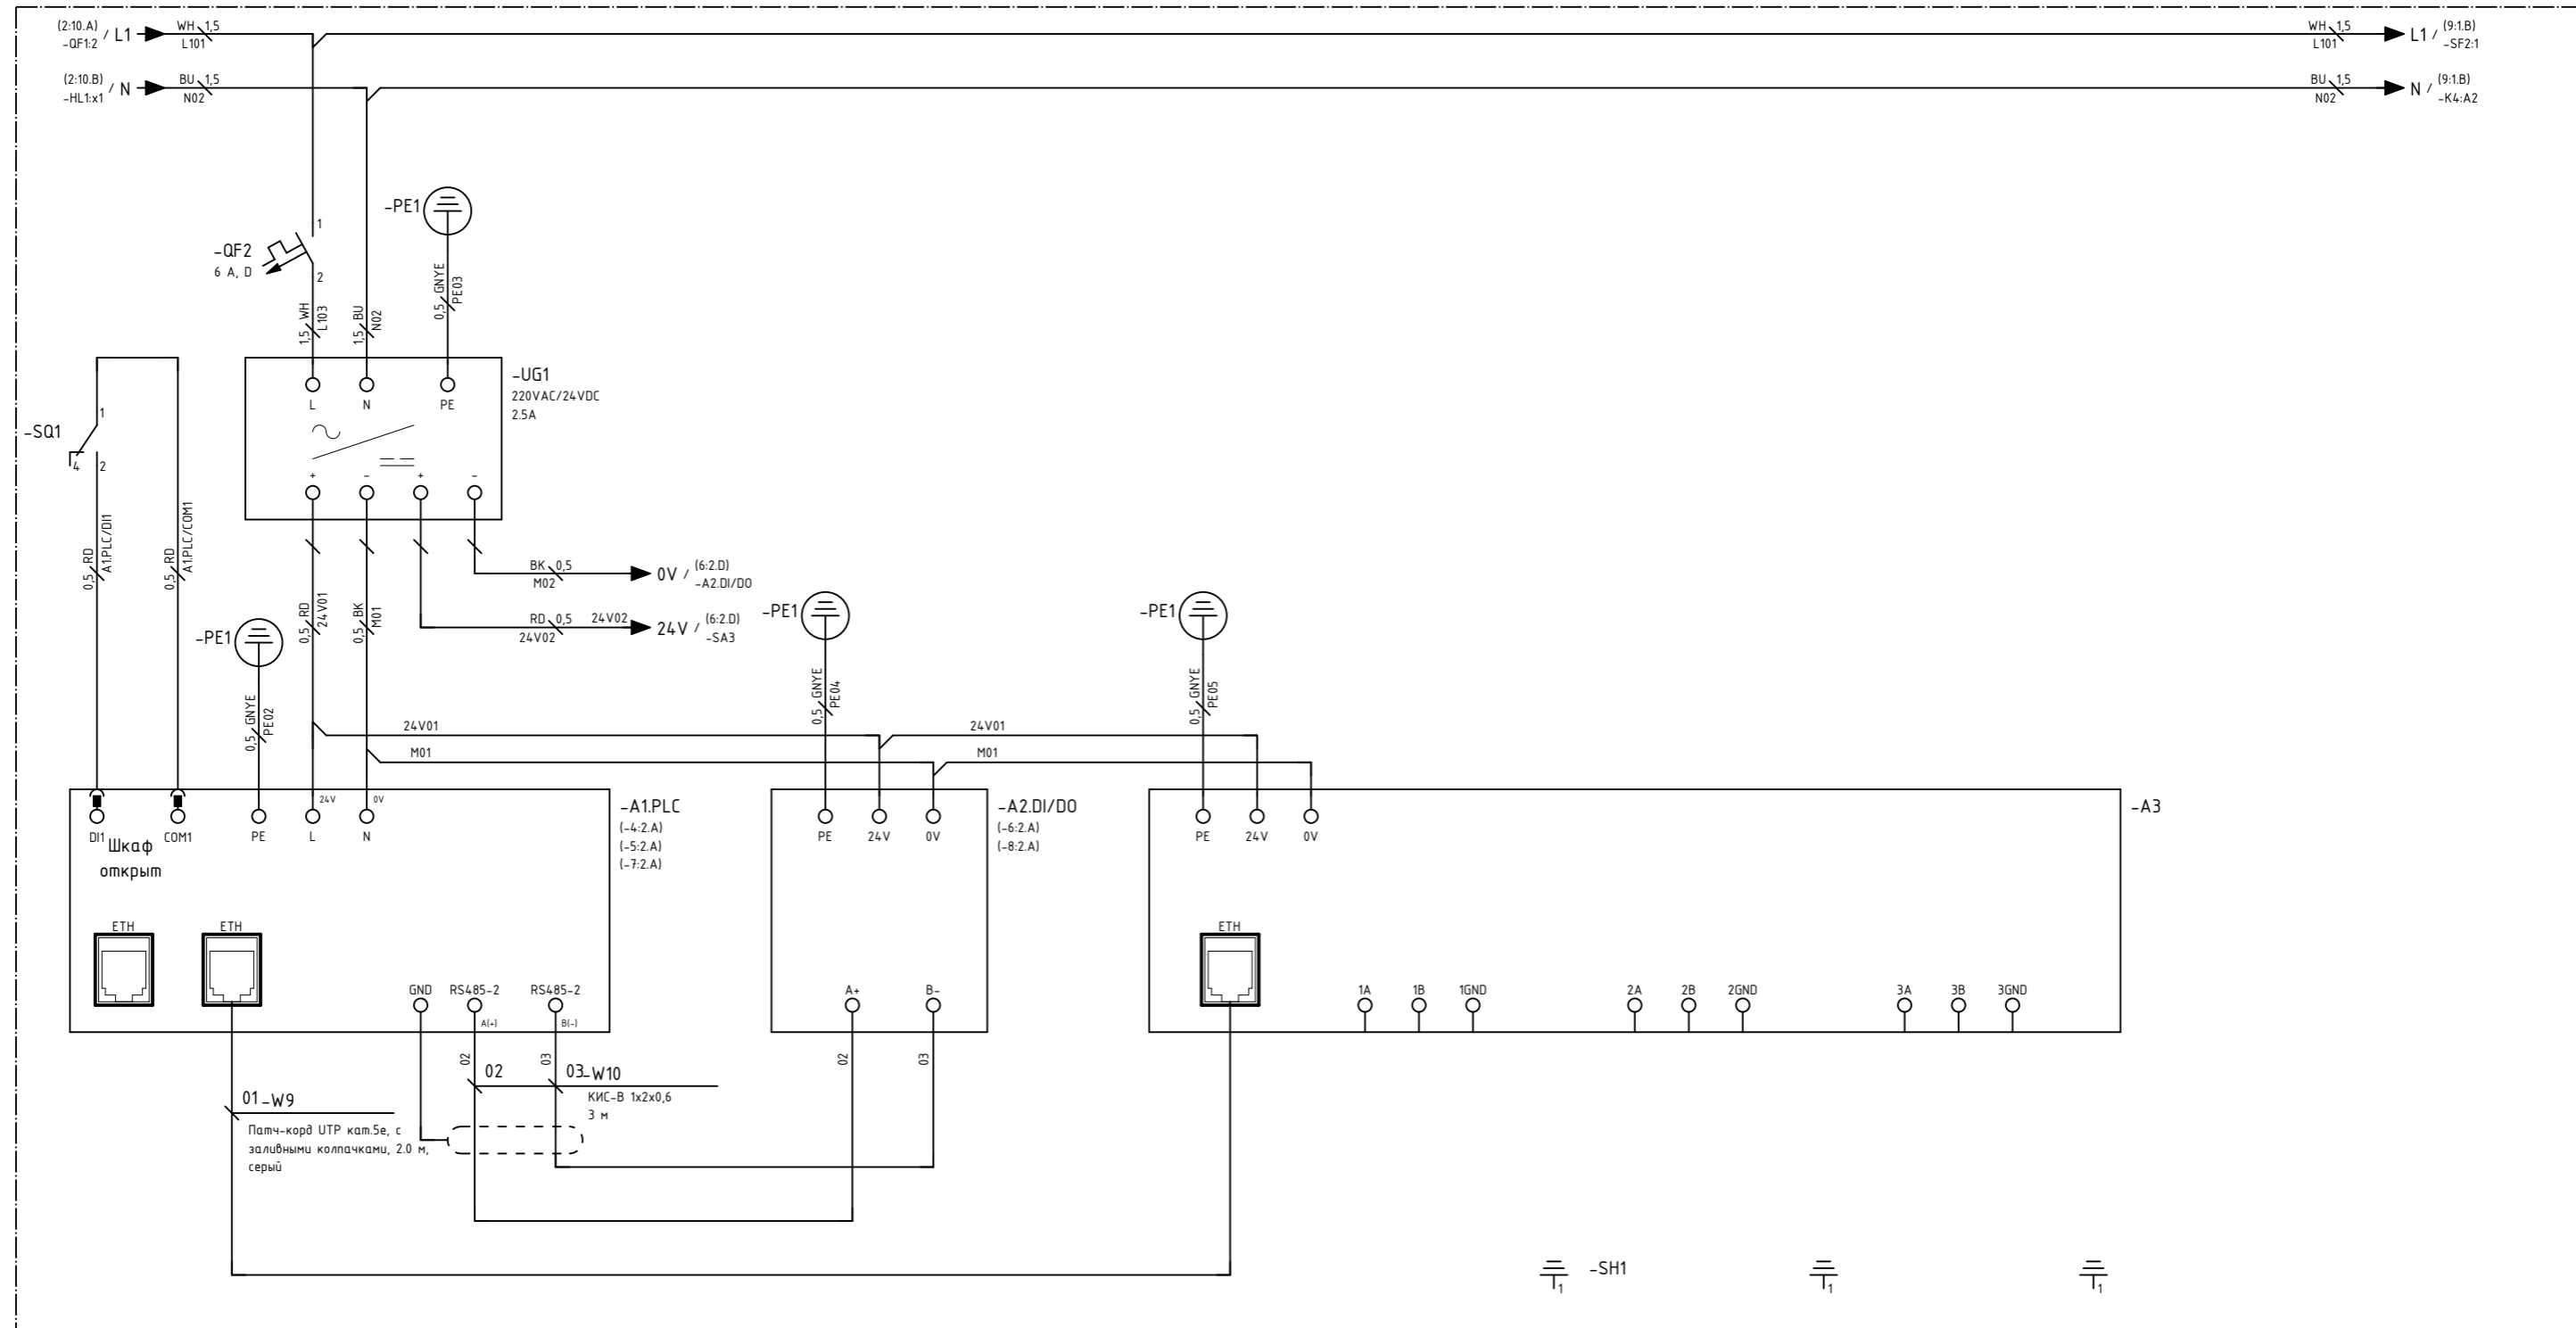 (2:10.A)
-QF1:2 / L1
WH 1,5
L101
WH 1,5
L101
L1 / (9:1.B)
-SF2:1
(2:10.B)
-HL1:x1 / N
BU 1,5
N02
BU 1,5
N02
N / (9:1.B)
-K4:A2
-PE1
1
-QF2
6 A, D
2
1,5 WH
L103
1,5 BU
N02
0,5 GNYE
PE03
-UG1
220VAC/24VDC
2.5A
L
N
PE
+
-
+
-
-SQ1
1
4
2
0,5 RD
A1.PLC/DI1
0,5 RD
A1.PLC/COM1
BK 0,5
M02
0V / (6:2.D)
-A2.DI/DO
RD 0,5
24V02
24V02
24V / (6:2.D)
-SA3
0,5 RD
24V01
0,5 BK
M01
-PE1
0,5 GNYE
PE02
-PE1
0,5 GNYE
PE04
-PE1
0,5 GNYE
PE05
24V01
M01
24V01
M01
24V
0V
DI1
COM1
PE
L
N
Шкаф
открыт
-A1.PLC
(-4:2.A)
(-5:2.A)
(-7:2.A)
PE
24V
0V
-A2.DI/DO
(-6:2.A)
(-8:2.A)
PE
24V
0V
-A3
ETH
ETH
GND
RS485-2
RS485-2
A(+)
B(-)
A+
B-
ETH
1A
1B
1GND
2A
2B
2GND
3A
3B
3GND
02
03
02
03
02
03
-W10
КИС-В 1x2x0,6
3 м
01
-W9
Патч-корд UTP кат.5e, с
заливными колпачками, 2.0 м,
серый
1
-SH1
1
1